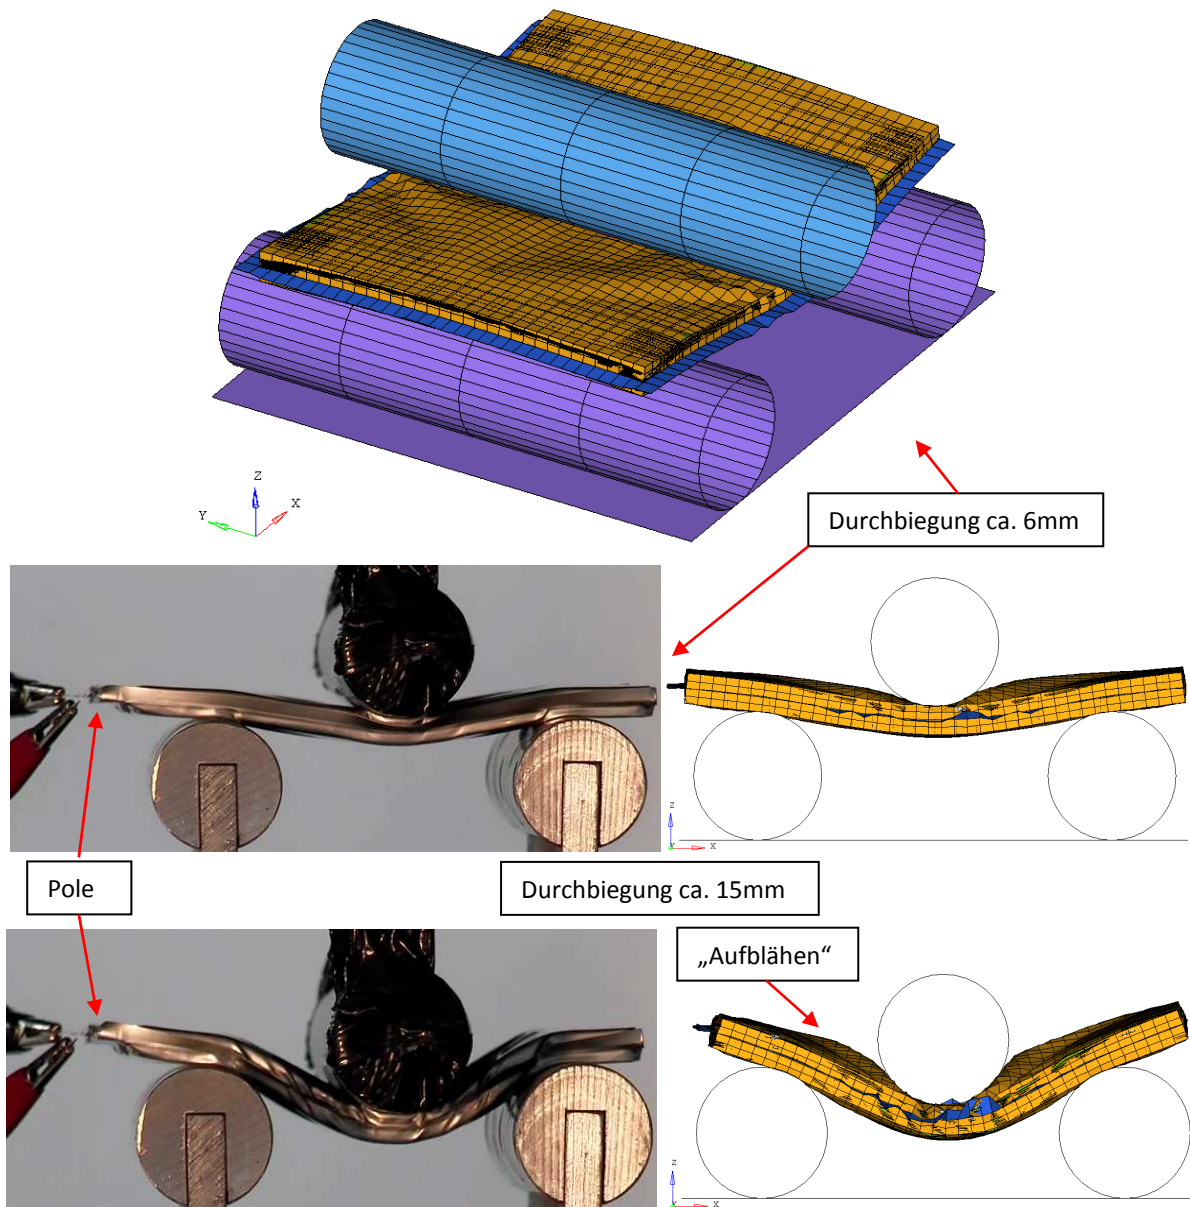 Z
X
Y
Durchbiegung ca. 6mm
Z
X
Pole
Durchbiegung ca. 15mm
„Aufblähen“
Z
X